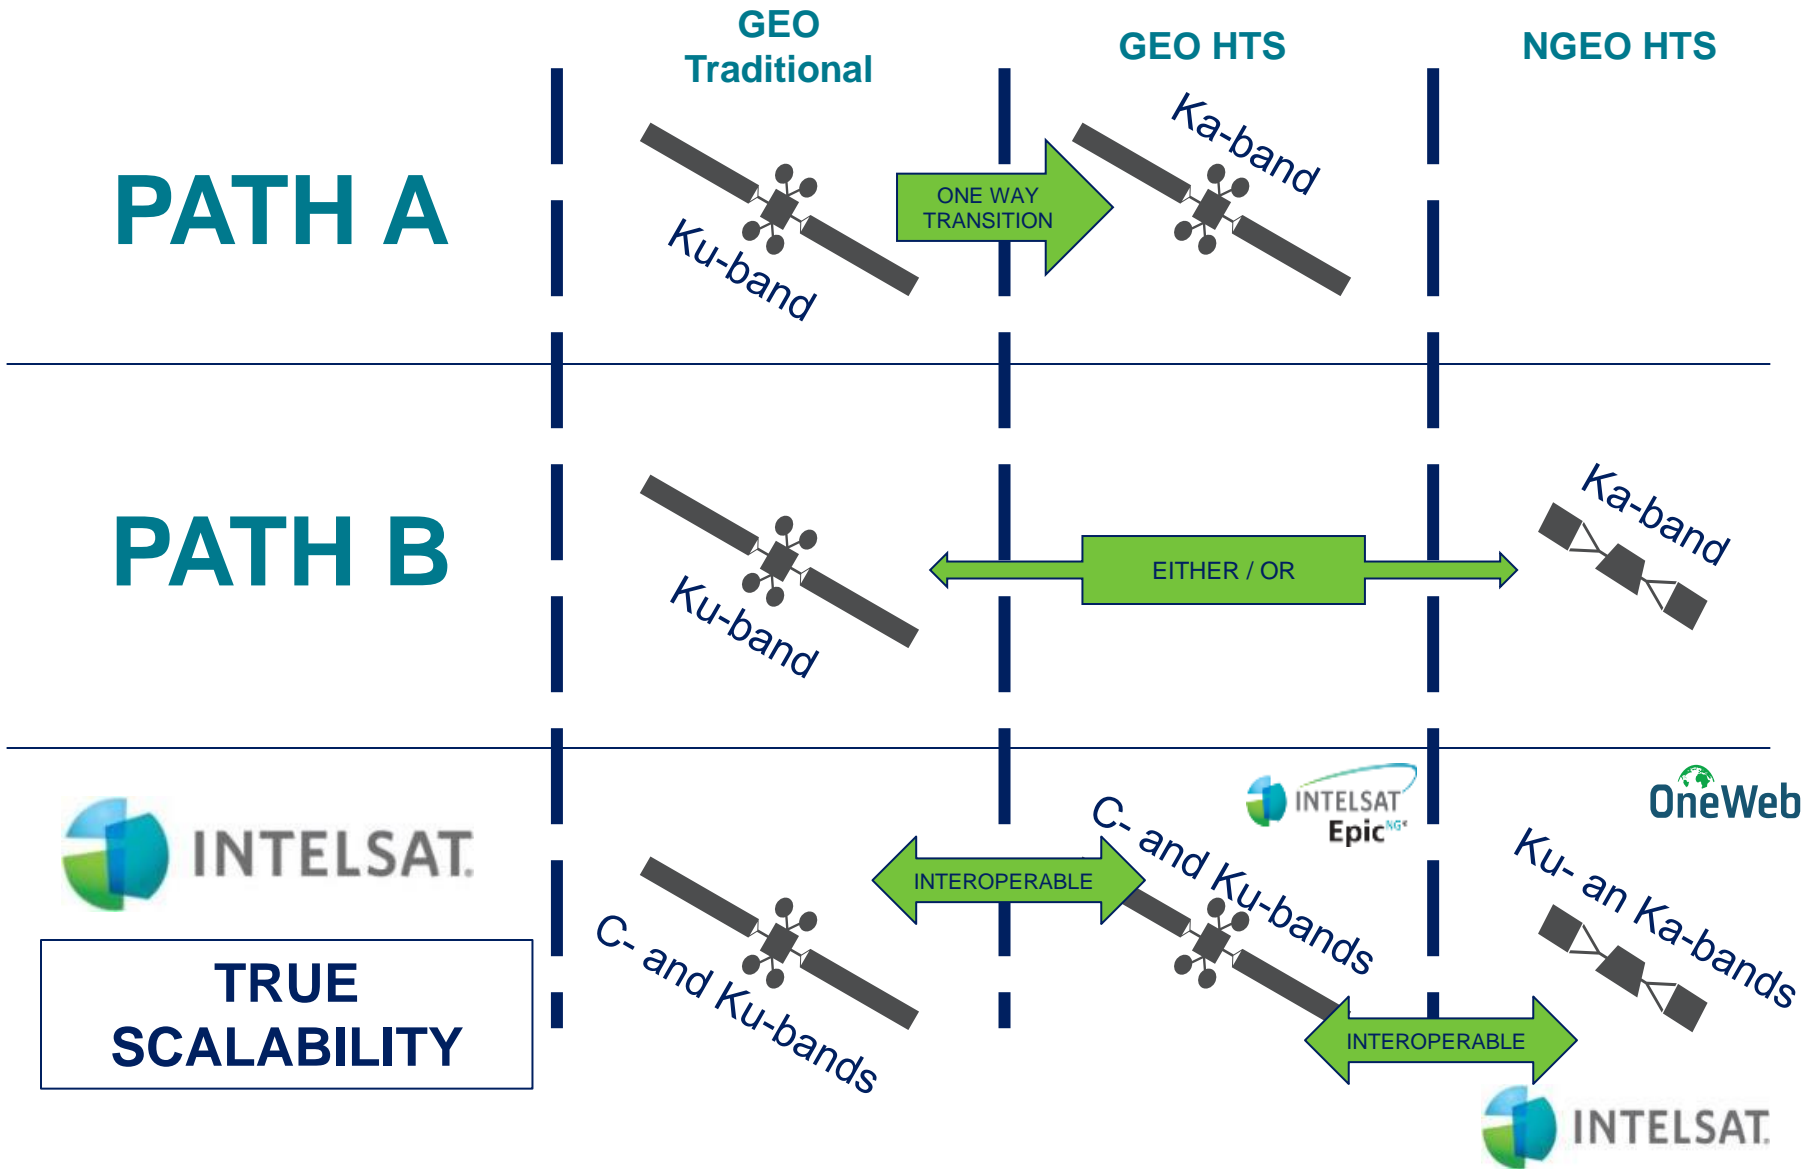 GEO
Traditional
GEO HTS
NGEO HTS
PATH A
Ku-band
ONE WAY
TRANSITION
Ka-band
PATH B
Ku-band
EITHER / OR
Ka-band
INTELSAT.
TRUE
SCALABILITY
C- and Ku-bands
INTEROPERABLE
INTELSAT
Epic NG
C- and Ku-bands
INTEROPERABLE
OneWeb
Ku- an Ka-bands
INTELSAT.